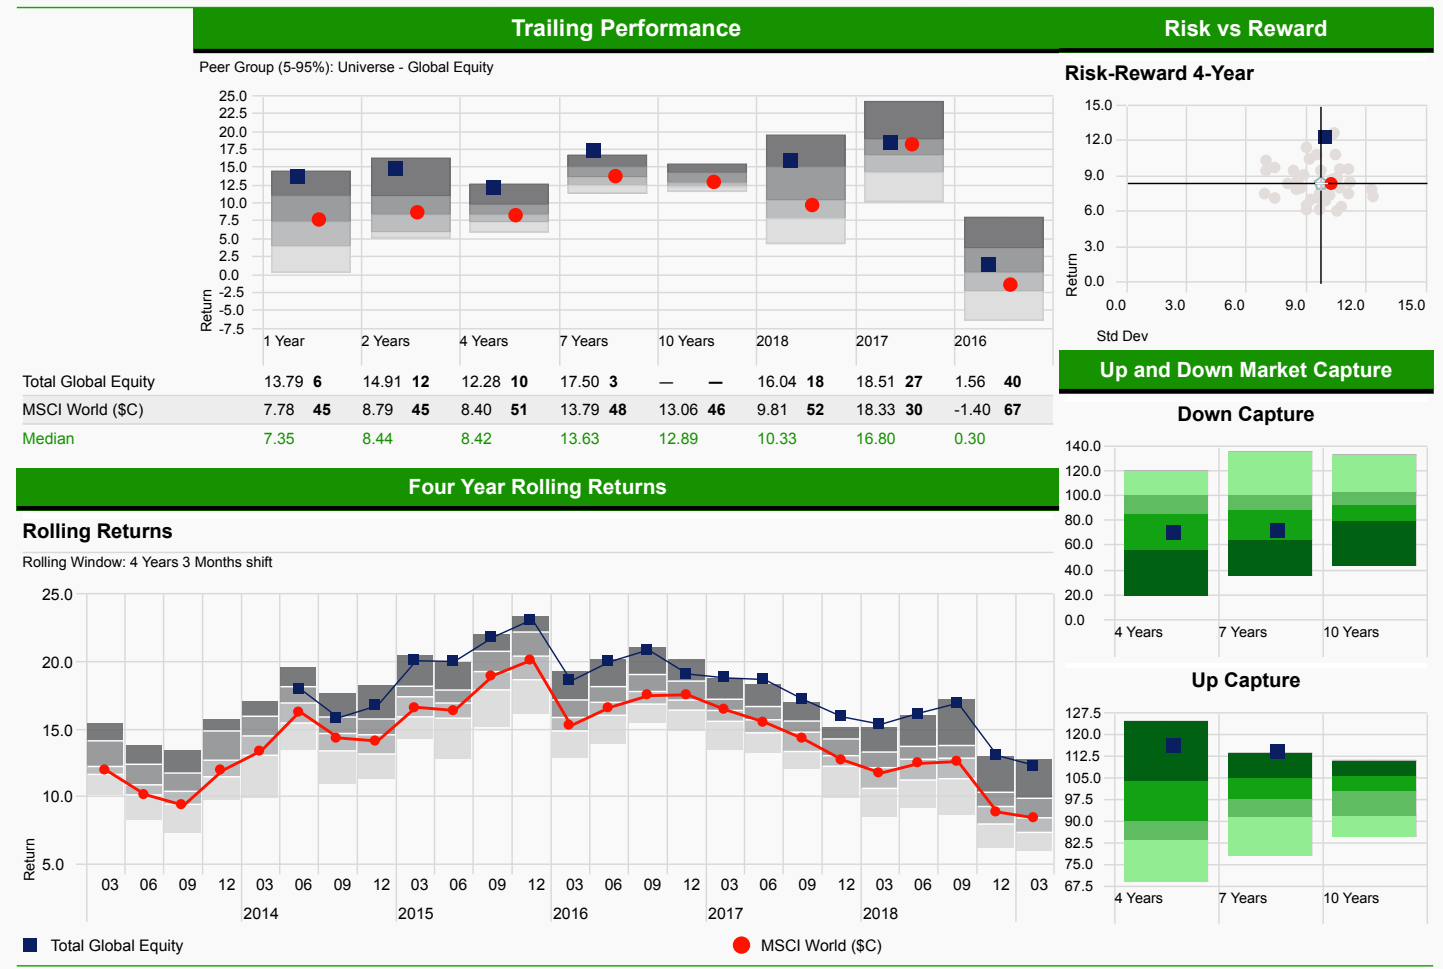 Trailing Performance
Peer Group (5-95%): Universe - Global Equity
25.0
22.5
20.0
17.5
15.0
12.5
10.0
7.5
5.0
2.5
0.0
-2.5
-5.0
-7.5
Return
1 Year 2 Years 4 Years 7 Years 10 Years 2018 2017 2016
Total Global Equity 13.79 6 14.91 12 12.28 10 17.50 3 — — 16.04 18 18.51 27 1.56 40
MSCI World ($C) 7.78 45 8.79 45 8.40 51 13.79 48 13.06 46 9.81 52 18.33 30 -1.40 67
Median 7.35 8.44 8.42 13.63 12.89 10.33 16.80 0.30
Risk vs Reward
Risk-Reward 4-Year
15.0
12.0
9.0
6.0
3.0
0.0
Return
0.0 3.0 6.0 9.0 12.0 15.0
Std Dev
Up and Down Market Capture
Down Capture
140.0
120.0
100.0
80.0
60.0
40.0
20.0
0.0
4 Years 7 Years 10 Years
Up Capture
127.5
120.0
112.5
105.0
97.5
90.0
82.5
75.0
67.5
4 Years 7 Years 10 Years
Four Year Rolling Returns
Rolling Returns
Rolling Window: 4 Years 3 Months shift
25.0
20.0
15.0
10.0
5.0
Return
03 06 09 12 03 06 09 12 03 06 09 12 03 06 09 12 03 06 09 12 03 06 09 12 03
2014 2015 2016 2017 2018
Total Global Equity MSCI World ($C)